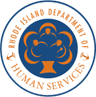 RHODE ISLAND DEPARTMENT OF
HUMAN SERVICES